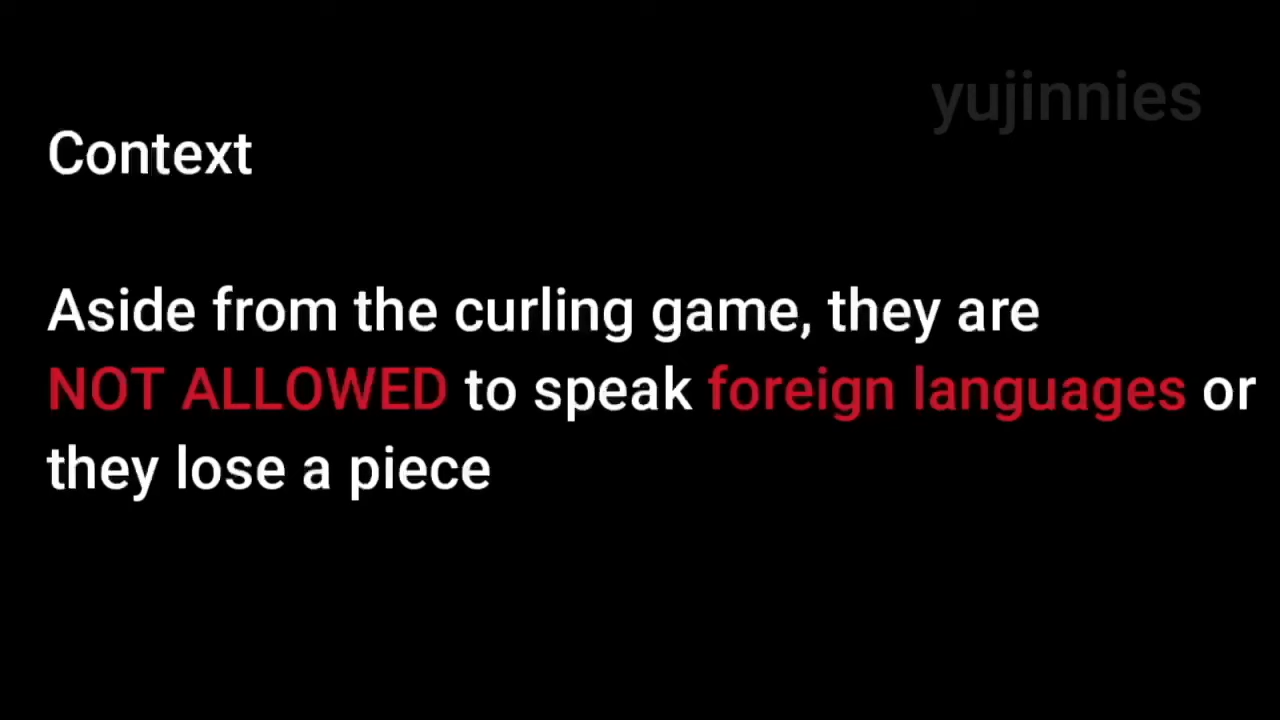 yujinnies
Context
Aside from the curling game, they are
NOT ALLOWED to speak foreign languages or
they lose a piece